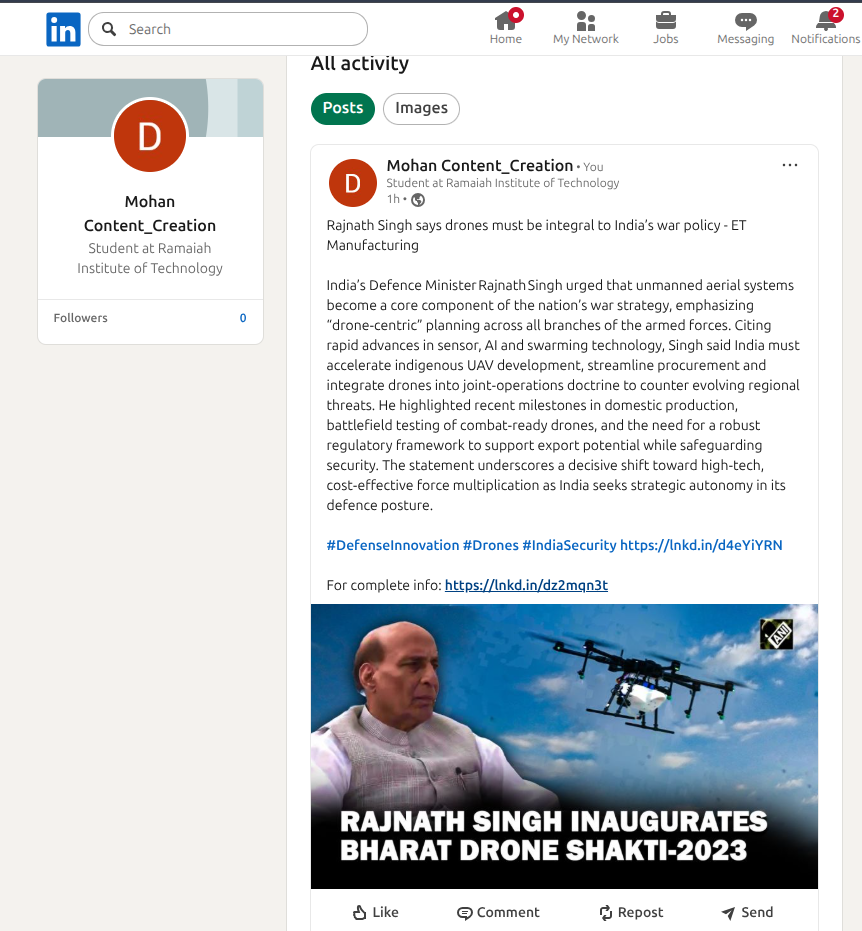 in
Search
Home
My Network
Jobs
Messaging
2
Notifications
D
Mohan
Content_Creation
Student at Ramaiah
Institute of Technology
Followers 0
All activity
Posts Images
D
Mohan Content_Creation • You
Student at Ramaiah Institute of Technology
1h •
Rajnath Singh says drones must be integral to India’s war policy - ET
Manufacturing
India’s Defence Minister Rajnath Singh urged that unmanned aerial systems
become a core component of the nation’s war strategy, emphasizing
“drone-centric” planning across all branches of the armed forces. Citing
rapid advances in sensor, AI and swarming technology, Singh said India must
accelerate indigenous UAV development, streamline procurement and
integrate drones into joint-operations doctrine to counter evolving regional
threats. He highlighted recent milestones in domestic production,
battlefield testing of combat-ready drones, and the need for a robust
regulatory framework to support export potential while safeguarding
security. The statement underscores a decisive shift toward high-tech,
cost-effective force multiplication as India seeks strategic autonomy in its
defence posture.
#DefenseInnovation #Drones #IndiaSecurity https://lnkd.in/d4eYiYRN
For complete info: https://lnkd.in/dz2mqn3t
ANI
RAJNATH SINGH INAUGURATES
BHARAT DRONE SHAKTI-2023
Like Comment Repost Send